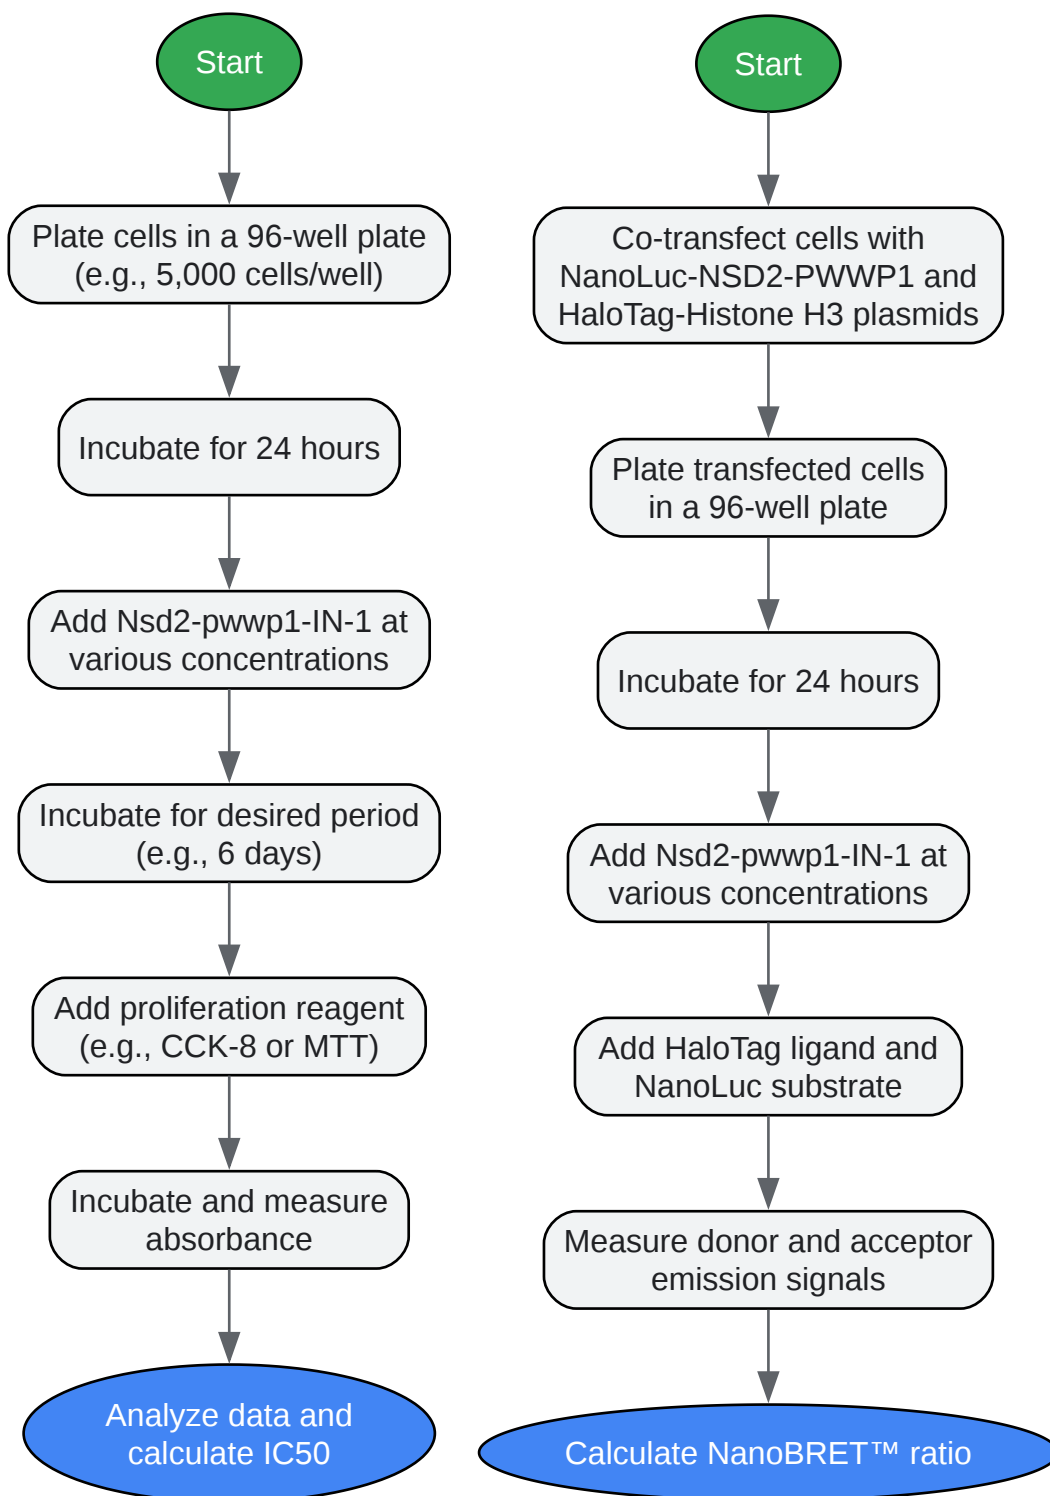 Start
Plate cells in a 96-well plate
(e.g., 5,000 cells/well)
Incubate for 24 hours
Add Nsd2-pwwp1-IN-1 at
various concentrations
Incubate for desired period
(e.g., 6 days)
Add proliferation reagent
(e.g., CCK-8 or MTT)
Incubate and measure
absorbance
Analyze data and
calculate IC50
Start
Co-transfect cells with
NanoLuc-NSD2-PWWP1 and
HaloTag-Histone H3 plasmids
Plate transfected cells
in a 96-well plate
Incubate for 24 hours
Add Nsd2-pwwp1-IN-1 at
various concentrations
Add HaloTag ligand and
NanoLuc substrate
Measure donor and acceptor
emission signals
Calculate NanoBRET™ ratio